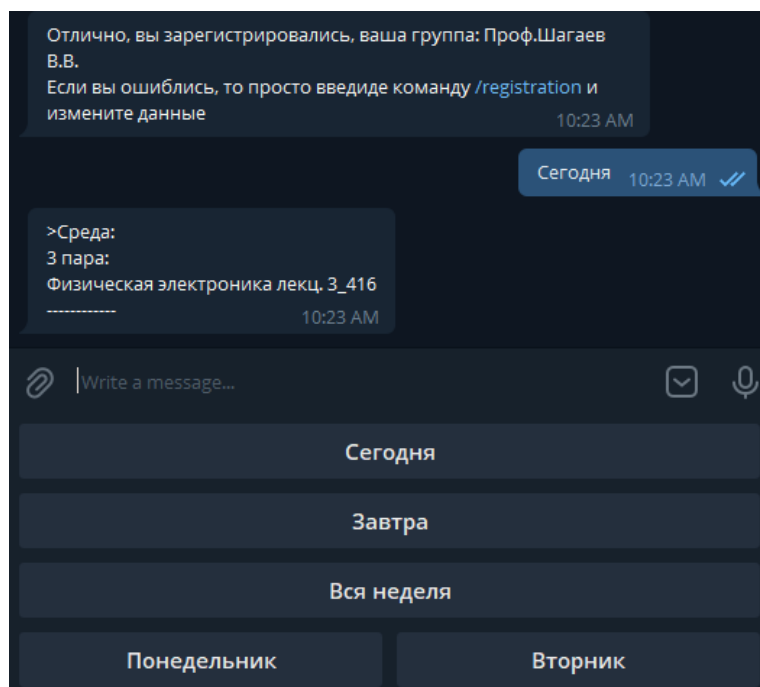 Отлично, вы зарегистрировались, ваша группа: Проф.Шагаев
В.В.
Если вы ошиблись, то просто введиде команду /registration и
измените данные
10:23 AM
Сегодня 10:23 AM
>Среда:
3 пара:
Физическая электроника лекц. 3_416
------------
10:23 AM
Write a message...
Сегодня
Завтра
Вся неделя
Понедельник
Вторник